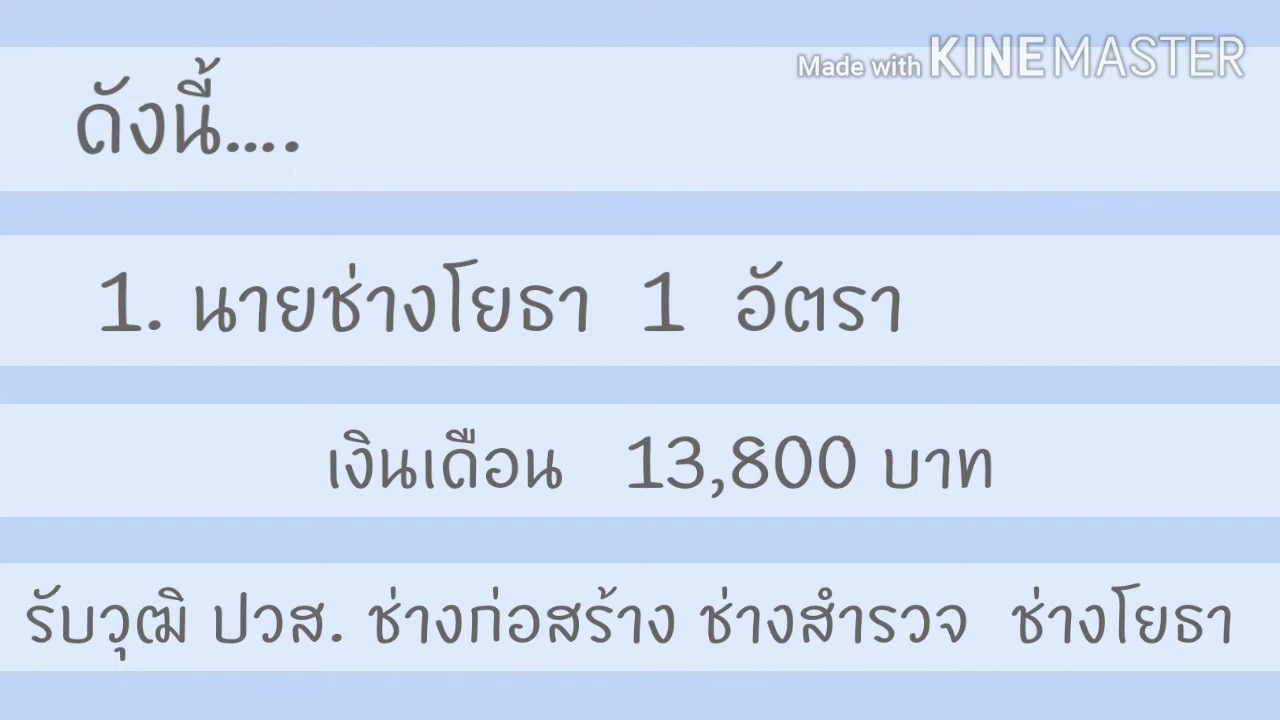 Made with KINEMASTER
ดังนี้....
1. นายช่างโยธา 1 อัตรา
เงินเดือน 13,800 บาท
รับวุฒิ ปวส. ช่างก่อสร้าง ช่างสำรวจ ช่างโยธา